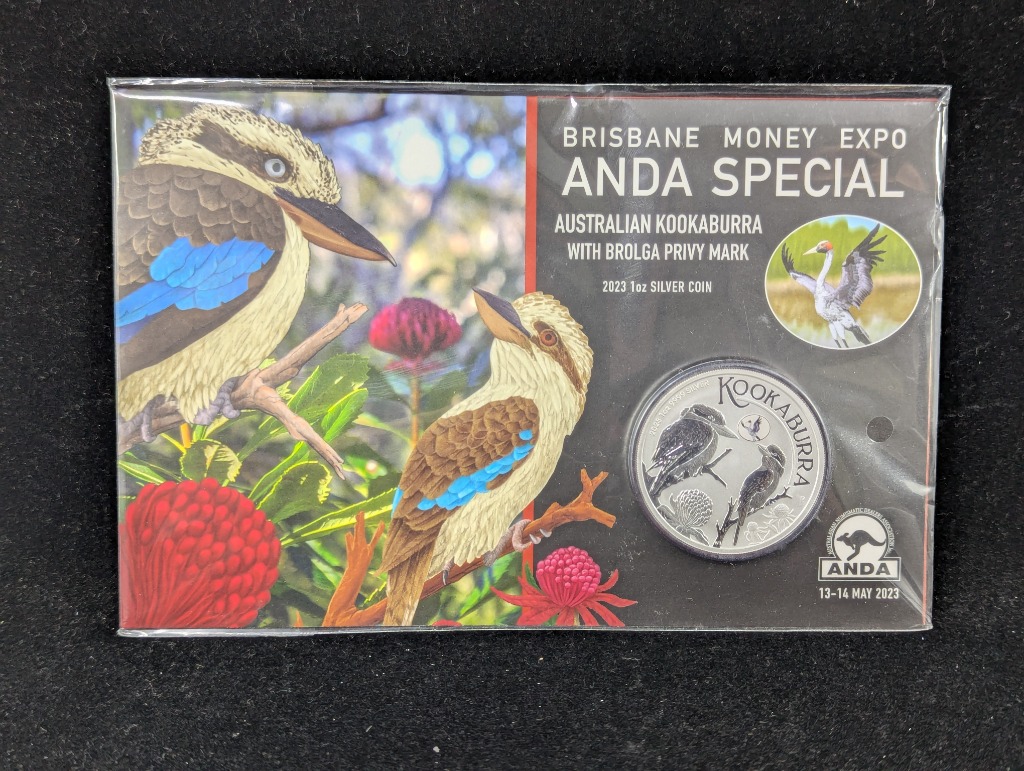 BRISBANE MONEY EXPO
ANDA SPECIAL
AUSTRALIAN KOOKABURRA
WITH BROLGA PRIVY MARK
2023 1oz SILVER COIN
KOOKABURRA
ANDA
13-14 MAY 2023